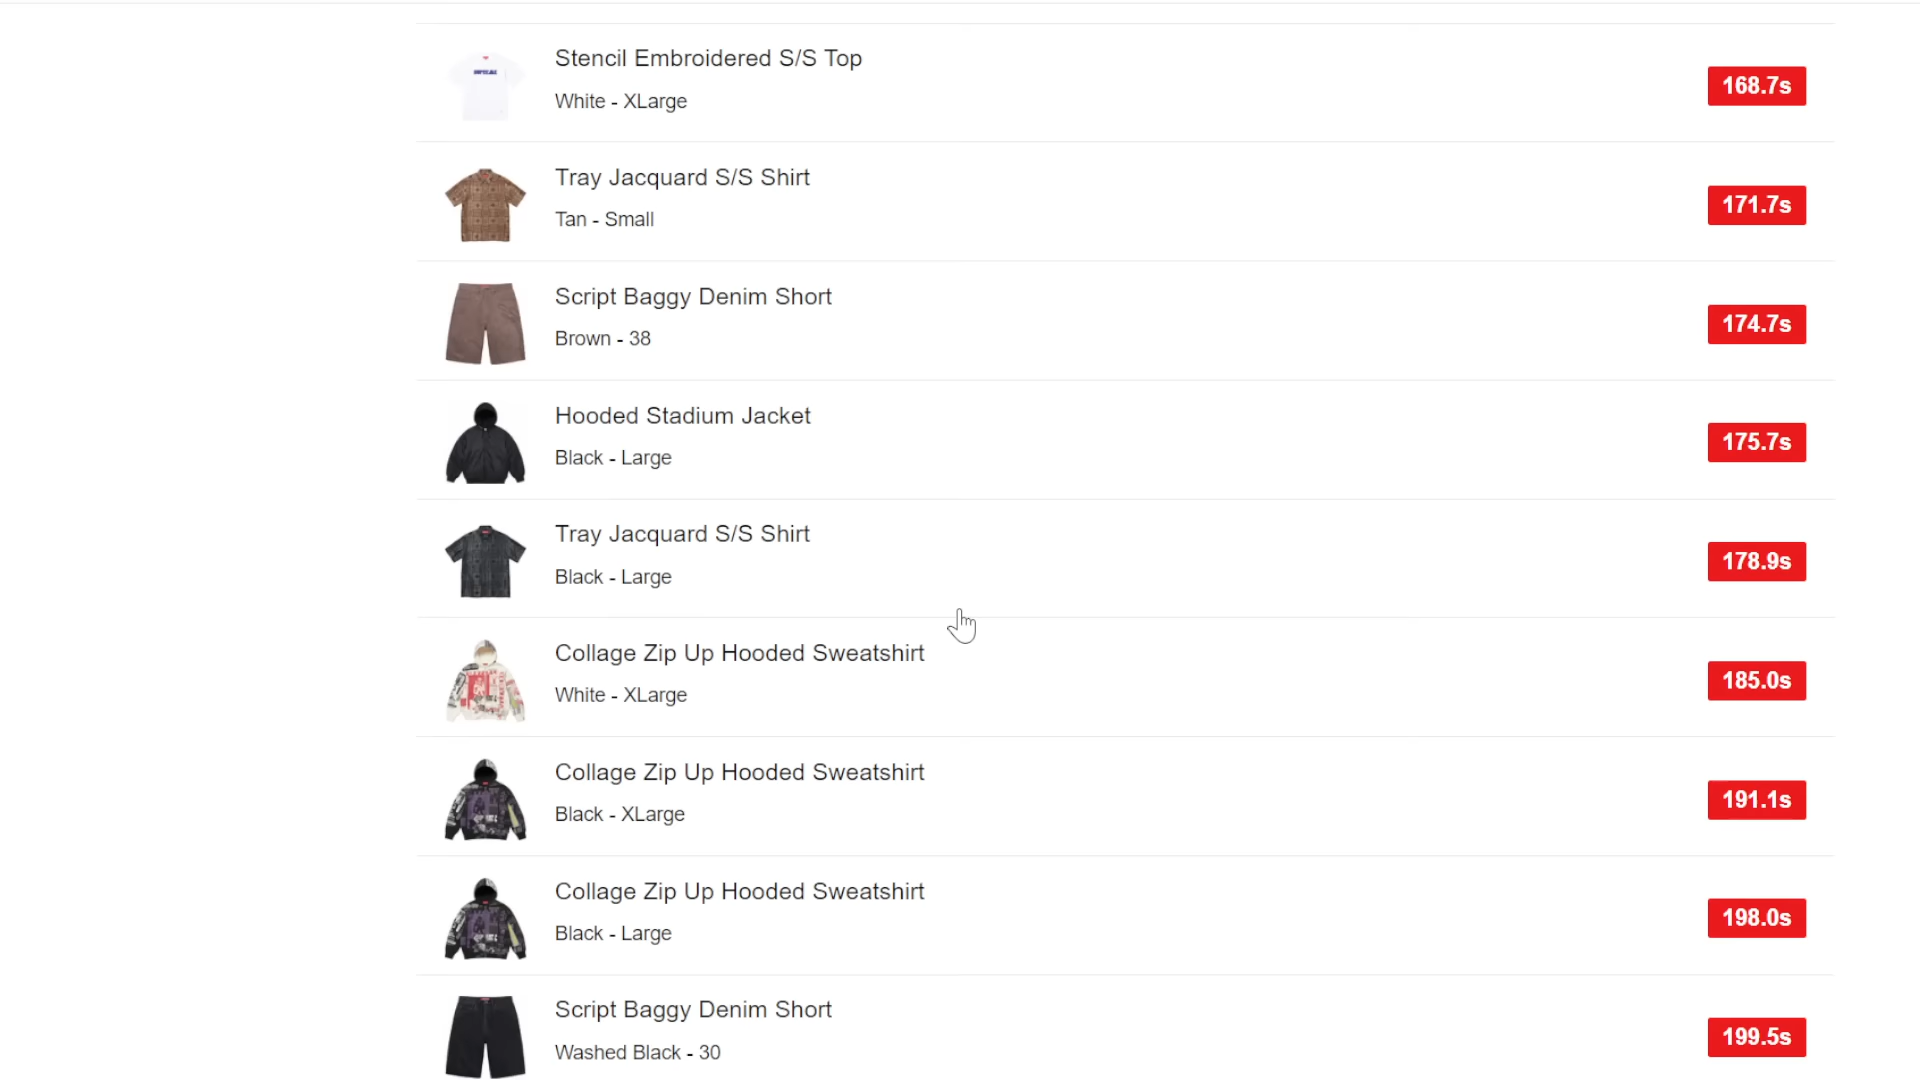 Stencil Embroidered S/S Top
White - XLarge
168.7s
Tray Jacquard S/S Shirt
Tan - Small
171.7s
Script Baggy Denim Short
Brown - 38
174.7s
Hooded Stadium Jacket
Black - Large
175.7s
Tray Jacquard S/S Shirt
Black - Large
178.9s
Collage Zip Up Hooded Sweatshirt
White - XLarge
185.0s
Collage Zip Up Hooded Sweatshirt
Black - XLarge
191.1s
Collage Zip Up Hooded Sweatshirt
Black - Large
198.0s
Script Baggy Denim Short
Washed Black - 30
199.5s